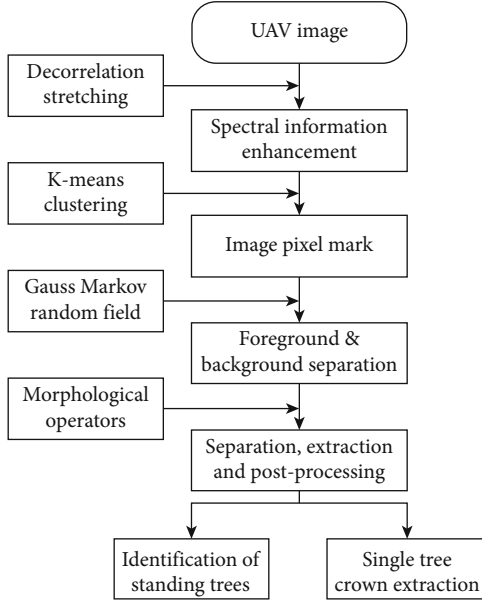 UAV image
Decorrelation
stretching
Spectral information
enhancement
K-means
clustering
Image pixel mark
Gauss Markov
random field
Foreground &
background separation
Morphological
operators
Separation, extraction
and post-processing
Identification of
standing trees
Single tree
crown extraction